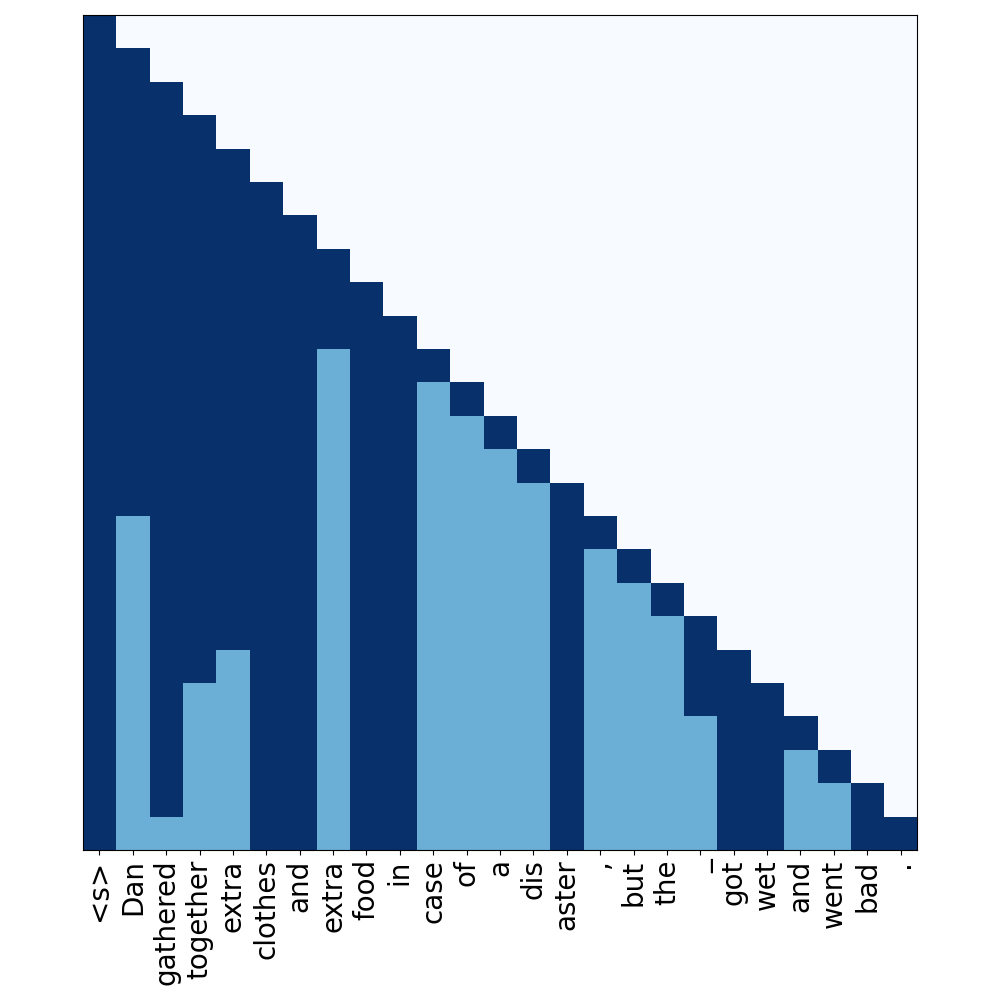 <s> Dan gathered together extra clothes and extra food in case of a dis aster , but the _ got wet and went bad .